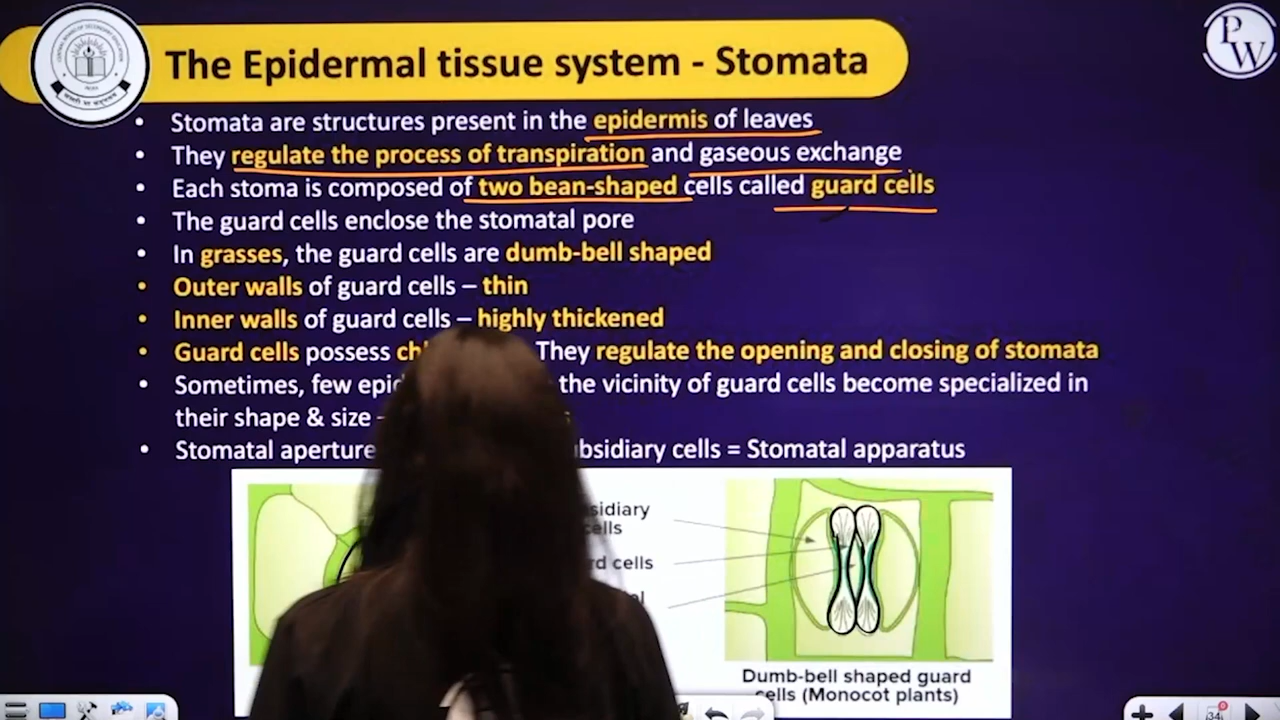 The Epidermal tissue system - Stomata
PW
• Stomata are structures present in the epidermis of leaves
• They regulate the process of transpiration and gaseous exchange
• Each stoma is composed of two bean-shaped cells called guard cells
• The guard cells enclose the stomatal pore
• In grasses, the guard cells are dumb-bell shaped
• Outer walls of guard cells – thin
• Inner walls of guard cells – highly thickened
• Guard cells possess They regulate the opening and closing of stomata
• Sometimes, few the vicinity of guard cells become specialized in
their shape & size
• Stomatal aperture = Stomatal apparatus
cells
Dumb-bell shaped guard
cells (Monocot plants)